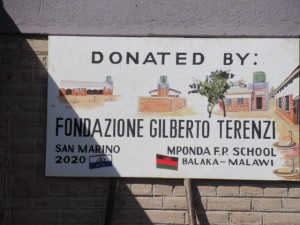 DONATED BY:
FONDAZIONE GILBERTO TERENZI
SAN MARINO
2020
MPONDA F.P. SCHOOL
BALAKA-MALAWI